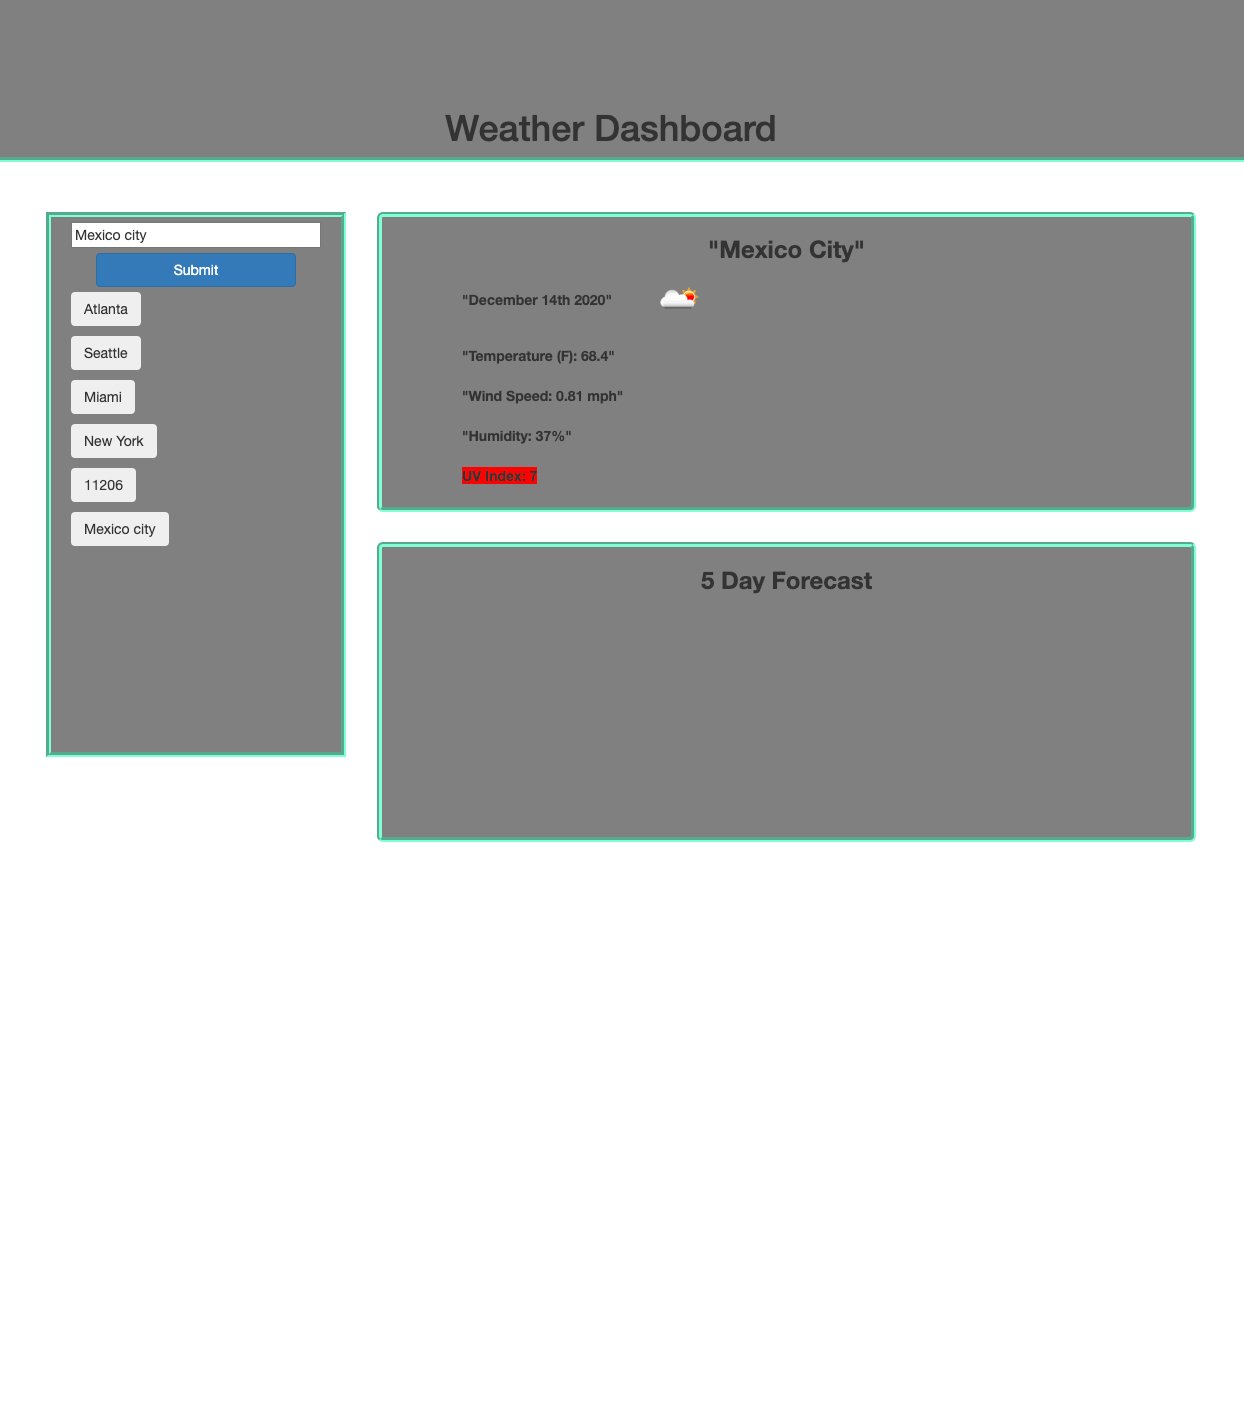 Weather Dashboard
Mexico city
Submit
Atlanta
Seattle
Miami
New York
11206
Mexico city
"Mexico City"
"December 14th 2020"
"Temperature (F): 68.4"
"Wind Speed: 0.81 mph"
"Humidity: 37%"
UV Index: 7
5 Day Forecast